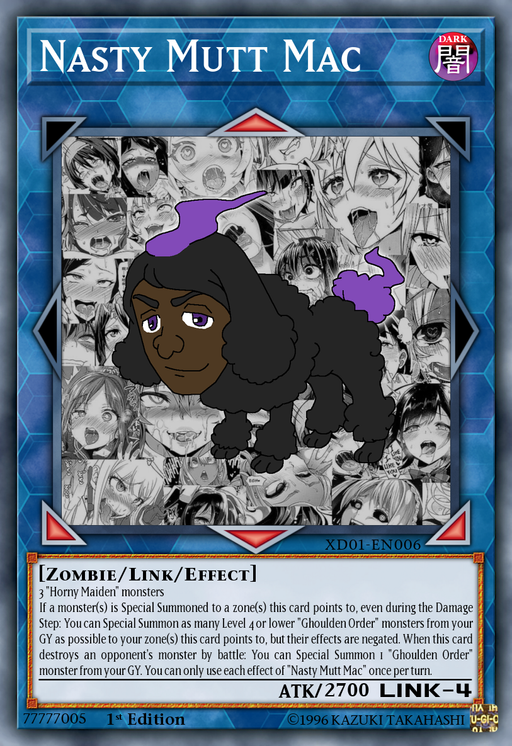 NASTY MUTT MAC
DARK
闇
XD01-EN006
[ZOMBIE/LINK/EFFECT]
3 "Horny Maiden" monsters
If a monster(s) is Special Summoned to a zone(s) this card points to, even during the Damage
Step: You can Special Summon as many Level 4 or lower "Ghoulden Order" monsters from your
GY as possible to your zone(s) this card points to, but their effects are negated. When this card
destroys an opponent's monster by battle: You can Special Summon 1 "Ghoulden Order"
monster from your GY. You can only use each effect of "Nasty Mutt Mac" once per turn.
ATK/2700 LINK-4
77777005 1st Edition ©1996 KAZUKI TAKAHASHI